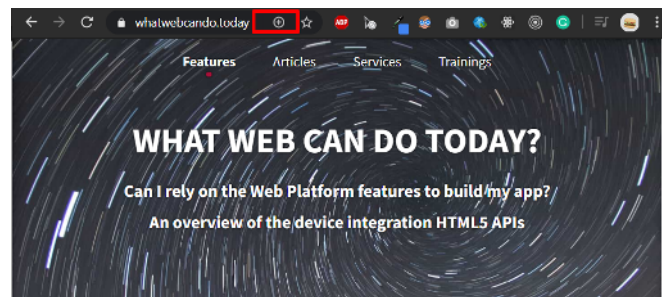 whatwebcando.today
Features Articles Services Trainings
WHAT WEB CAN DO TODAY?
Can I rely on the Web Platform features to build my app?
An overview of the device integration HTML5 APIs